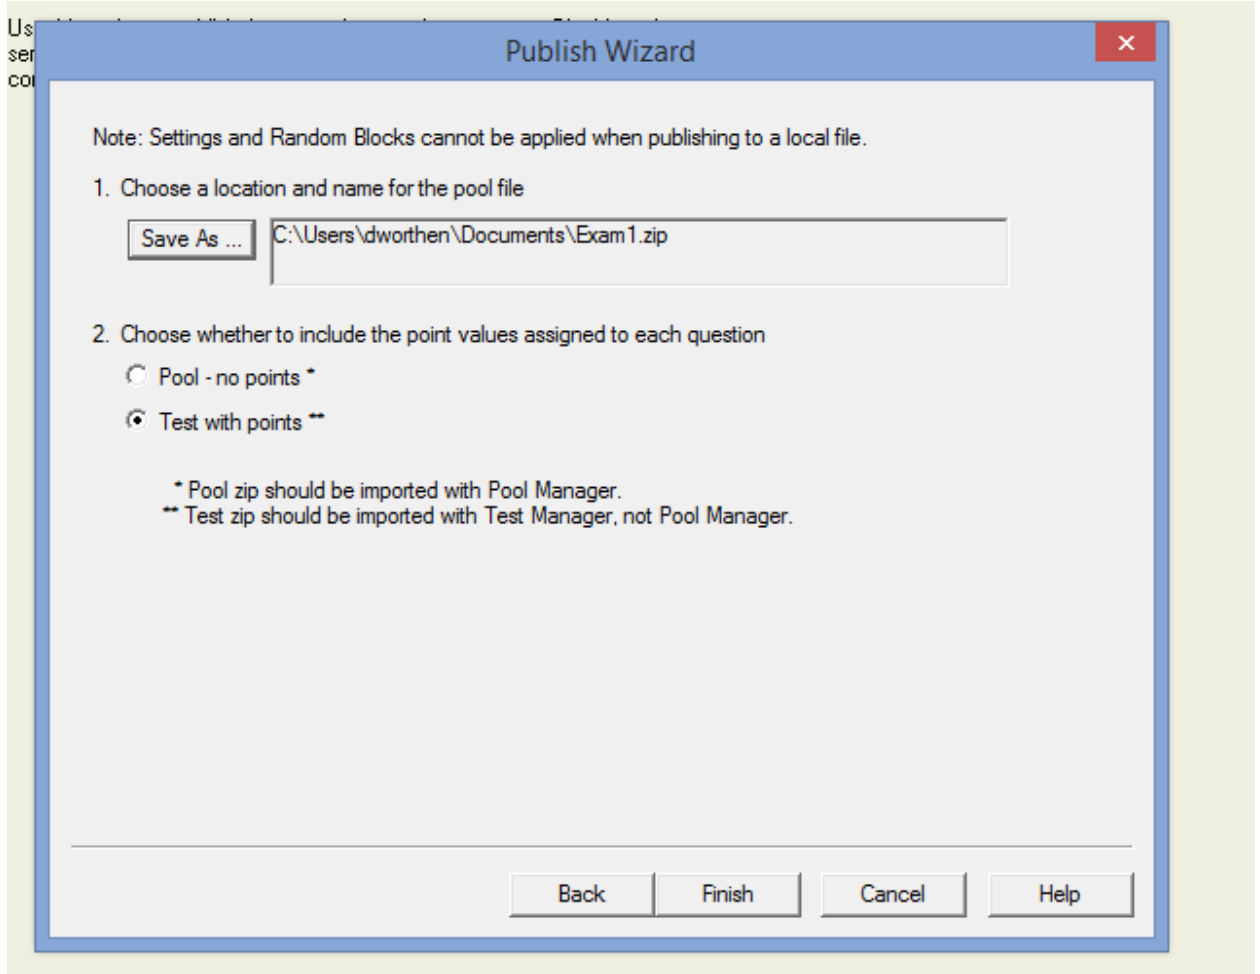 Us
ser
col
Publish Wizard
Note: Settings and Random Blocks cannot be applied when publishing to a local file.
1. Choose a location and name for the pool file
Save As ...
C:\Users\dworthen\Documents\Exam1.zip
2. Choose whether to include the point values assigned to each question
Pool - no points *
Test with points **
* Pool zip should be imported with Pool Manager.
** Test zip should be imported with Test Manager, not Pool Manager.
Back Finish Cancel Help